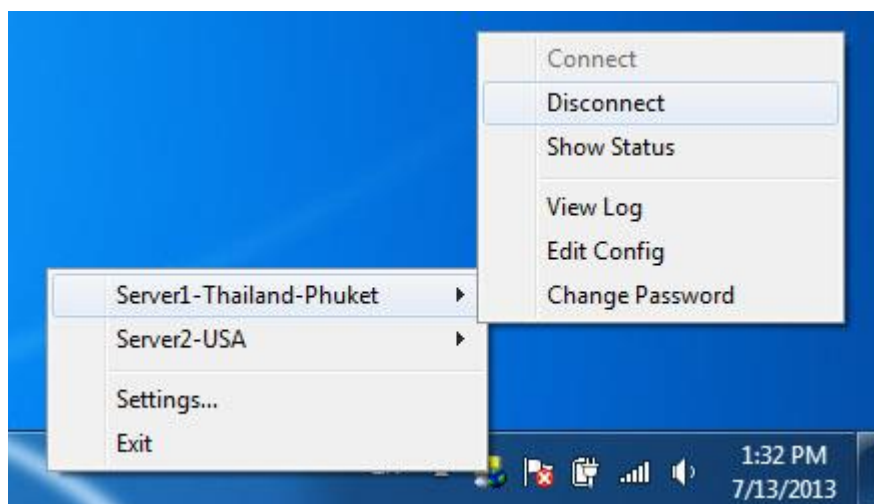 Connect
Disconnect
Show Status
View Log
Edit Config
Change Password
Server1-Thailand-Phuket
Server2-USA
Settings...
Exit
1:32 PM
7/13/2013